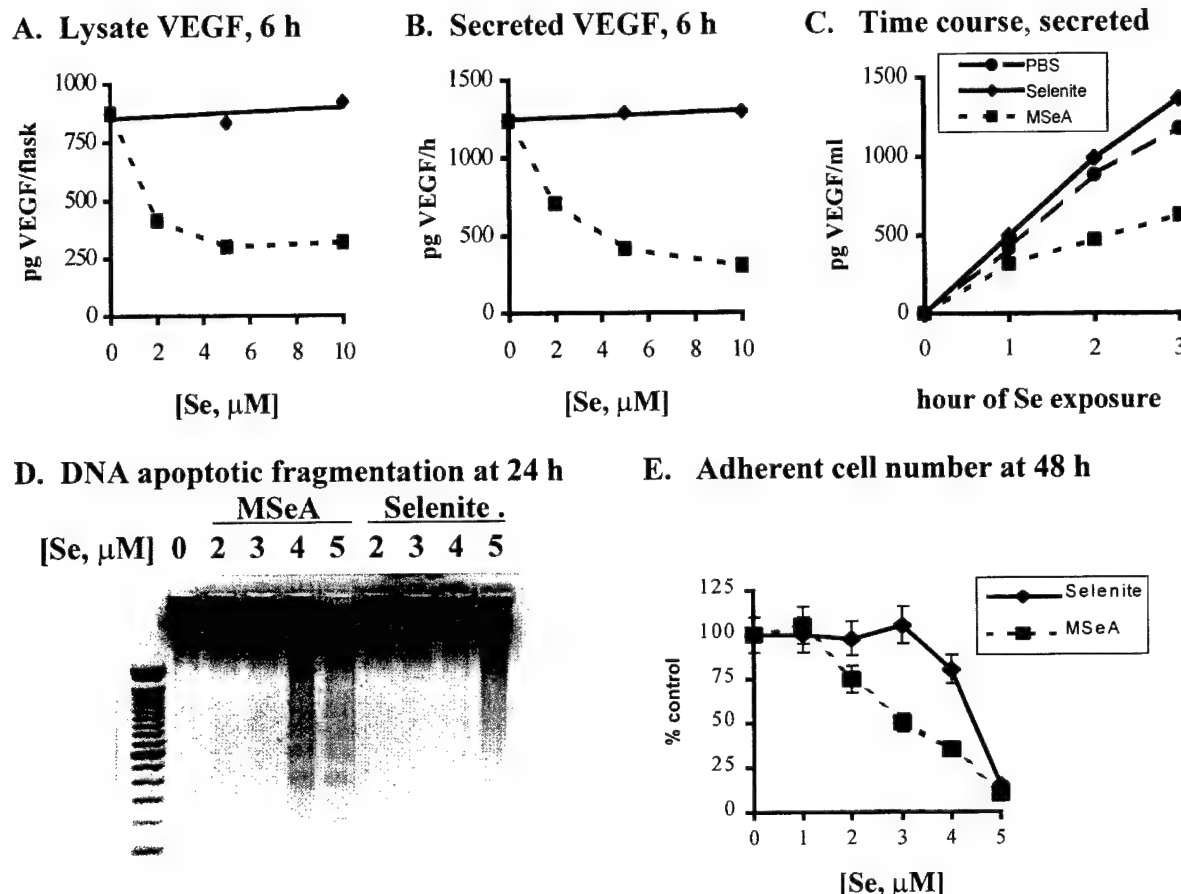 A. Lysate VEGF, 6 h
1000
750
500
250
0
pg VEGF/flask
0 2 4 6 8 10
[Se, μM]
B. Secreted VEGF, 6 h
1500
1000
500
0
pg VEGF/h
0 2 4 6 8 10
[Se, μM]
C. Time course, secreted
PBS
Selenite
MSeA
1500
1000
500
0
pg VEGF/ml
0 1 2 3
hour of Se exposure
D. DNA apoptotic fragmentation at 24 h
MSeA Selenite .
[Se, μM] 0 2 3 4 5 2 3 4 5
E. Adherent cell number at 48 h
Selenite
MSeA
125
100
75
50
25
0
% control
0 1 2 3 4 5
[Se, μM]